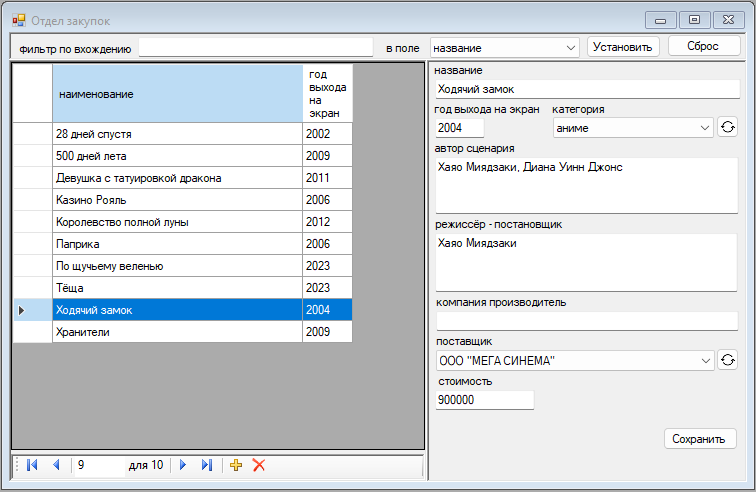 Отдел закупок
фильтр по вхождению
в поле
название
Установить
Сброс
наименование
год выхода на экран
28 дней спустя 2002
500 дней лета 2009
Девушка с татуировкой дракона 2011
Казино Рояль 2006
Королевство полной луны 2012
Паприка 2006
По щучьему веленью 2023
Тёща 2023
Ходячий замок 2004
Хранители 2009
9 для 10
название
Ходячий замок
год выхода на экран категория
2004 аниме
автор сценария
Хаяо Миядзаки, Диана Уинн Джонс
режиссёр - постановщик
Хаяо Миядзаки
компания производитель
поставщик
ООО "МЕГА СИНЕМА"
стоимость
900000
Сохранить